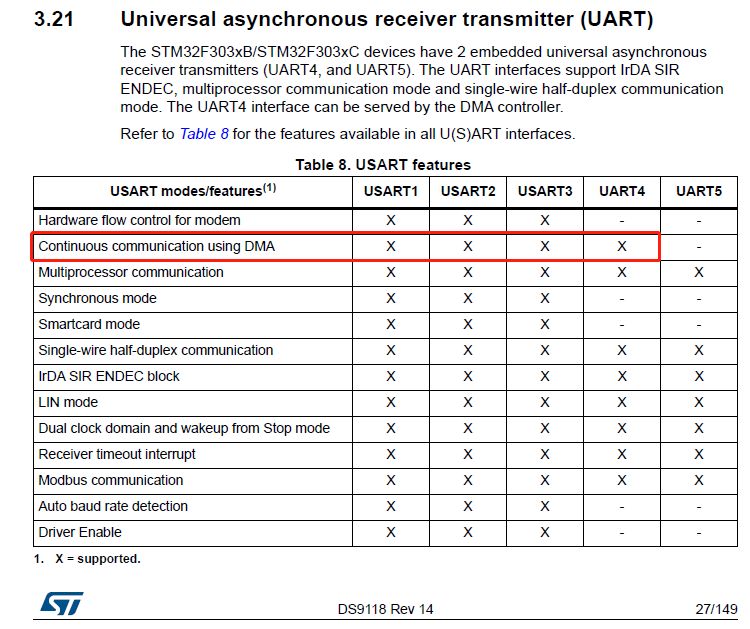 3.21 Universal asynchronous receiver transmitter (UART)
The STM32F303xB/STM32F303xC devices have 2 embedded universal asynchronous
receiver transmitters (UART4, and UART5). The UART interfaces support IrDA SIR
ENDEC, multiprocessor communication mode and single-wire half-duplex communication
mode. The UART4 interface can be served by the DMA controller.
Refer to Table 8 for the features available in all U(S)ART interfaces.
Table 8. USART features
USART modes/features(1) USART1 USART2 USART3 UART4 UART5
Hardware flow control for modem X X X - -
Continuous communication using DMA X X X X -
Multiprocessor communication X X X X X
Synchronous mode X X X - -
Smartcard mode X X X - -
Single-wire half-duplex communication X X X X X
IrDA SIR ENDEC block X X X X X
LIN mode X X X X X
Dual clock domain and wakeup from Stop mode X X X X X
Receiver timeout interrupt X X X X X
Modbus communication X X X X X
Auto baud rate detection X X X - -
Driver Enable X X X - -
1. X = supported.
ST DS9118 Rev 14 27/149